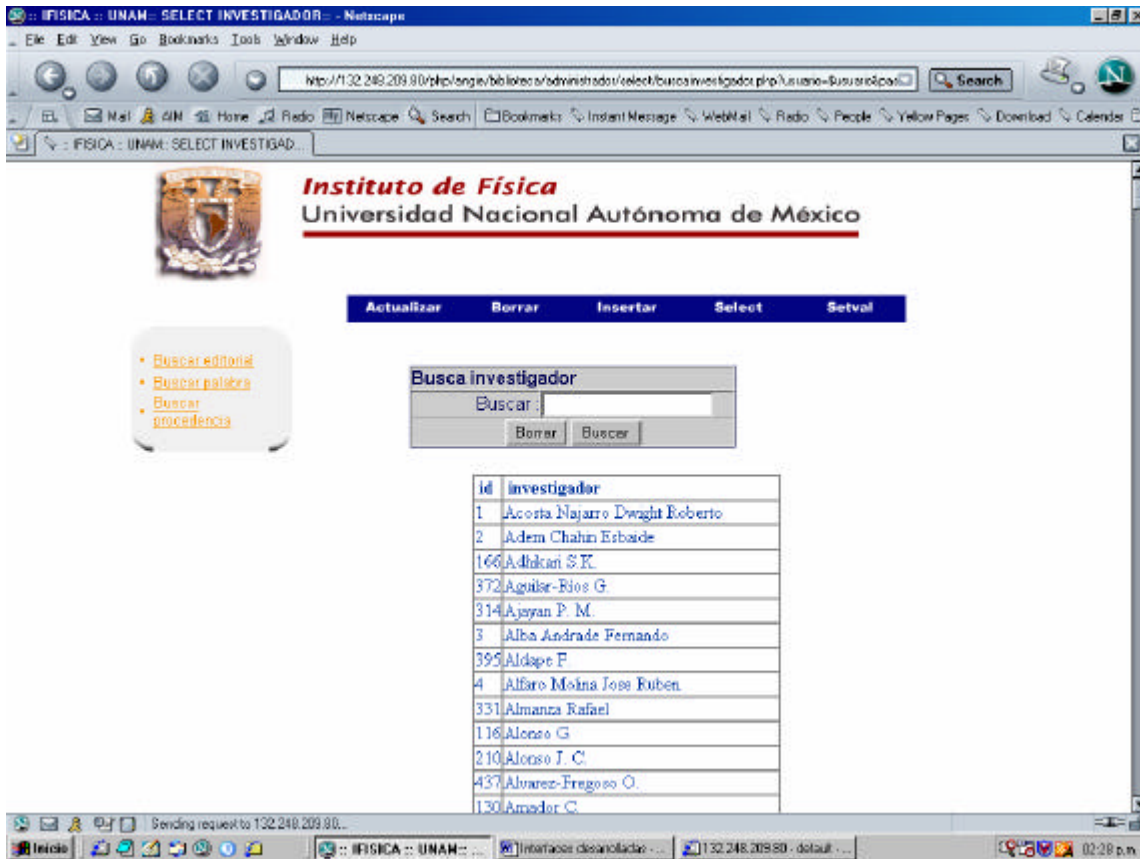 :: IFISICA :: UNAM:: SELECT INVESTIGADOR:: - Netscape
File Edit View Go Bookmarks Tools Window Help
Search
Mail AIM Home Radio Netscape Search Bookmarks Instant Message WebMail Radio People Yellow Pages Download Calendar
:: IFISICA :: UNAM:: SELECT INVESTIGAD...
Instituto de Física
Universidad Nacional Autónoma de México
Actualizar Borrar Insertar Select Setval
• Buscar editorial
• Buscar palabra
• Buscar
procedencia
Busca investigador
Buscar :
Borrar Buscar
id investigador
1 Acosta Najarro Dwight Roberto
2 Adem Chahin Esbaide
166 Adhikari S.K.
372 Aguilar-Rios G.
314 Ajayan P. M.
3 Alba Andrade Fernando
395 Aldape F.
4 Alfaro Molina Jose Ruben.
331 Almanza Rafael
116 Alonso G.
210 Alonso J. C.
437 Alvarez-Fregoso O.
130 Amador C.
Sending request to 132.248.209.80...
Inicio :: IFISICA :: UNAM:: ... Interfaces desarrolladas - ... 132.248.209.80 - default - ... 02:28 p.m.